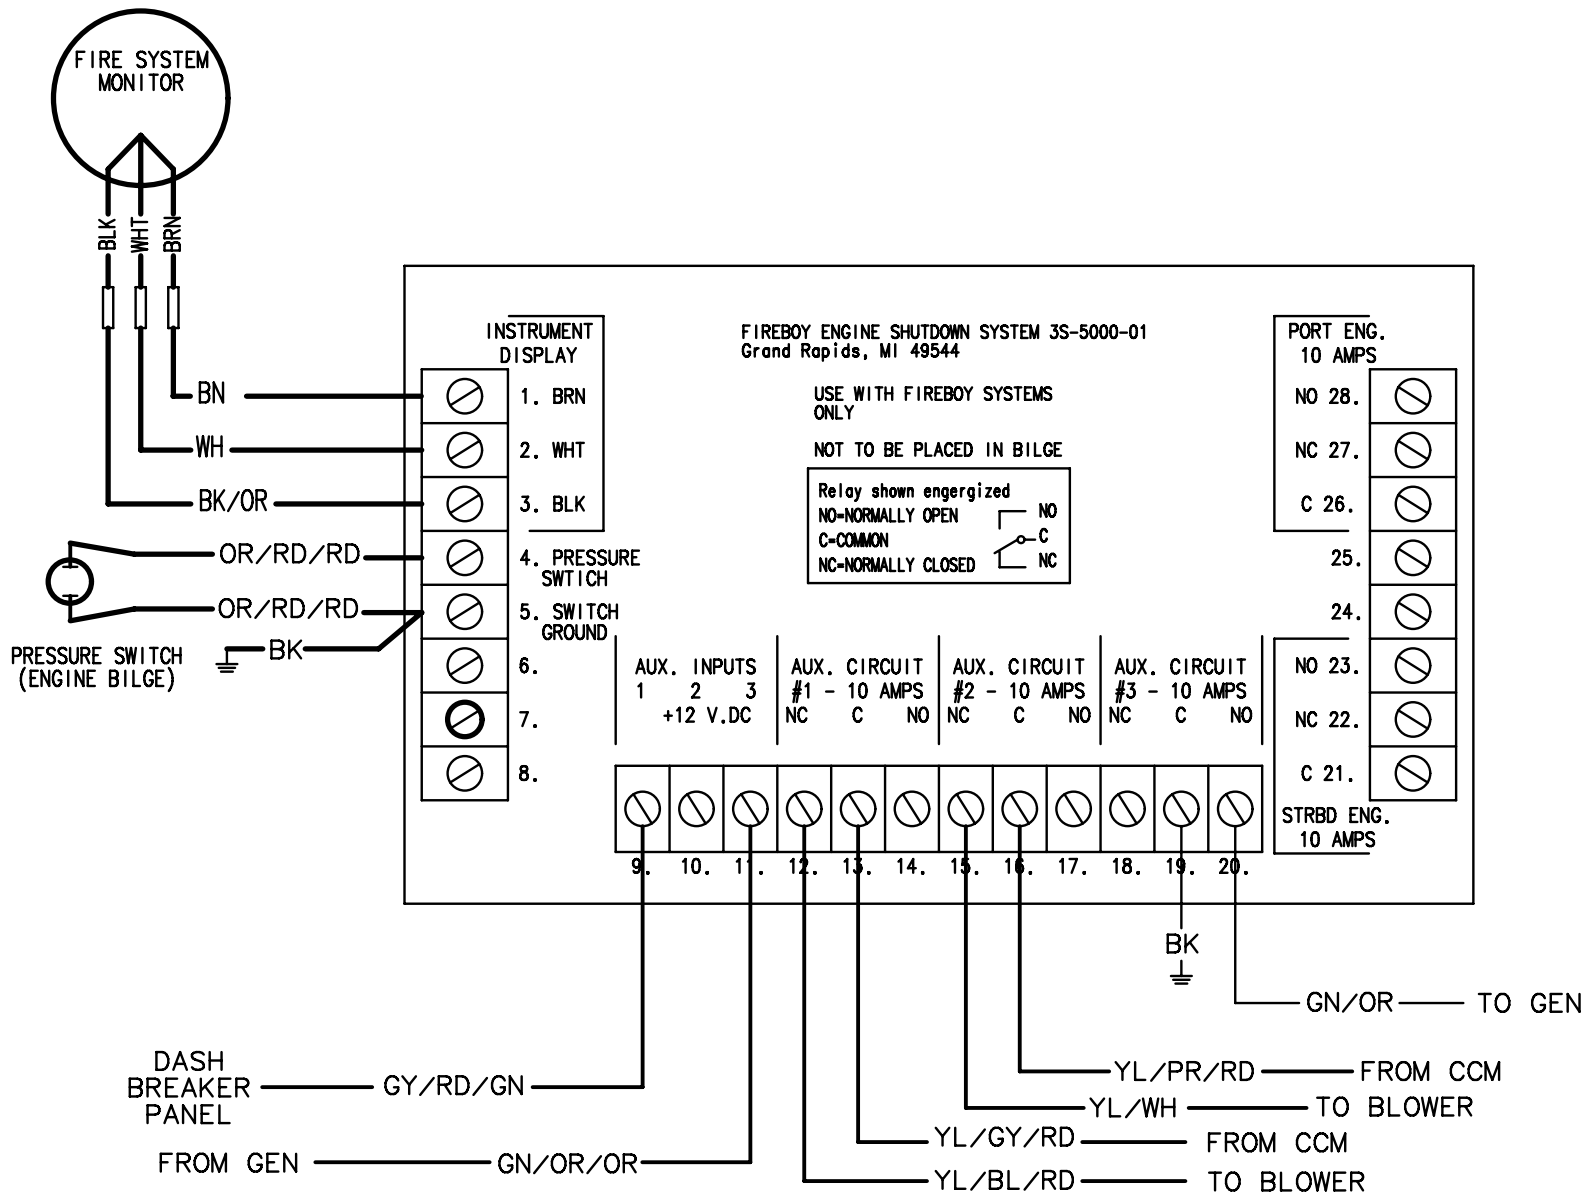 FIRE SYSTEM
MONITOR
BLK
WHT
BRN
BN
WH
BK/OR
OR/RD/RD
OR/RD/RD
BK
PRESSURE SWITCH
(ENGINE BILGE)
INSTRUMENT
DISPLAY
1. BRN
2. WHT
3. BLK
4. PRESSURE
SWTICH
5. SWITCH
GROUND
6.
7.
8.
FIREBOY ENGINE SHUTDOWN SYSTEM 3S-5000-01
Grand Rapids, MI 49544
USE WITH FIREBOY SYSTEMS
ONLY
NOT TO BE PLACED IN BILGE
Relay shown engergized
NO=NORMALLY OPEN
C=COMMON
NC=NORMALLY CLOSED
NO
C
NC
PORT ENG.
10 AMPS
NO 28.
NC 27.
C 26.
25.
24.
NO 23.
NC 22.
C 21.
STRBD ENG.
10 AMPS
AUX. INPUTS
1 2 3
+12 V.DC
AUX. CIRCUIT
#1 - 10 AMPS
NC C NO
AUX. CIRCUIT
#2 - 10 AMPS
NC C NO
AUX. CIRCUIT
#3 - 10 AMPS
NC C NO
9. 10. 11. 12. 13. 14. 15. 16. 17. 18. 19. 20.
BK
GN/OR TO GEN
DASH
BREAKER
PANEL
GY/RD/GN
YL/PR/RD FROM CCM
YL/WH TO BLOWER
YL/GY/RD FROM CCM
FROM GEN GN/OR/OR
YL/BL/RD TO BLOWER